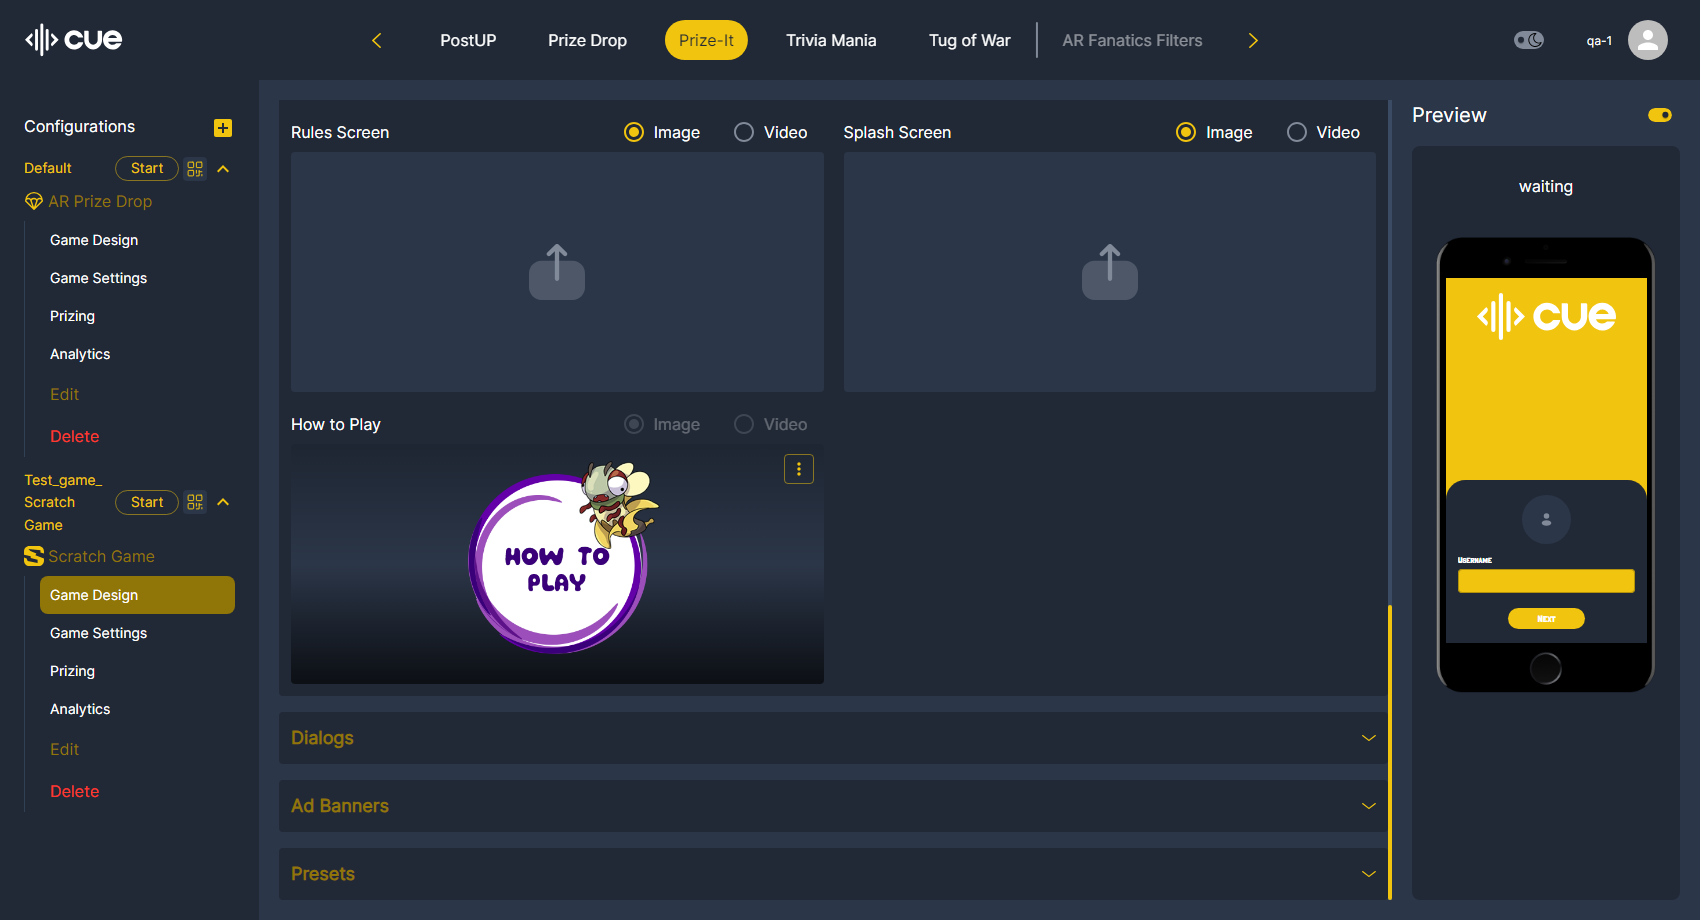 cue
PostUP
Prize Drop
Prize-It
Trivia Mania
Tug of War
AR Fanatics Filters
qa-1
Configurations
Default
Start
AR Prize Drop
Game Design
Game Settings
Prizing
Analytics
Edit
Delete
Test_game_
Scratch
Game
Start
Scratch Game
Game Design
Game Settings
Prizing
Analytics
Edit
Delete
Rules Screen
Image
Video
Splash Screen
Image
Video
How to Play
Image
Video
HOW TO
PLAY
Dialogs
Ad Banners
Presets
Preview
waiting
cue
Username
Next